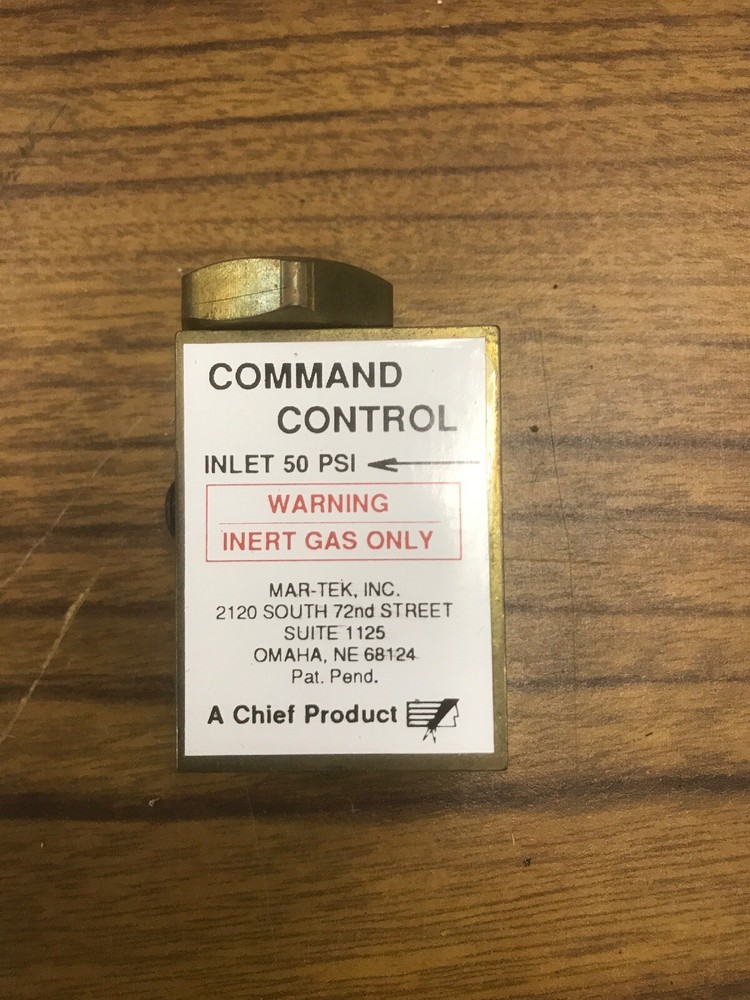 COMMAND
CONTROL
INLET 50 PSI
WARNING
INERT GAS ONLY
MAR-TEK, INC.
2120 SOUTH 72nd STREET
SUITE 1125
OMAHA, NE 68124
Pat. Pend.
A Chief Product